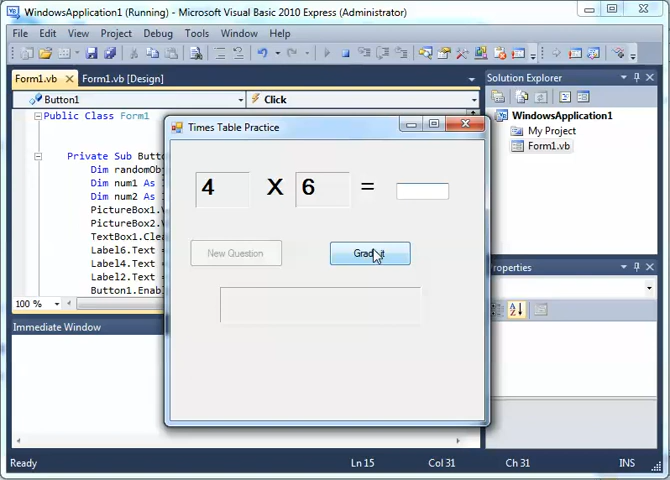 WindowsApplication1 (Running) - Microsoft Visual Basic 2010 Express (Administrator)
File Edit View Project Debug Tools Window Help
Form1.vb Form1.vb [Design]
Solution Explorer
Button1 Click
Public Class Form1
WindowsApplication1
My Project
Form1.vb
Times Table Practice
Private Sub Butto
Dim randomObj
Dim num1 As I
Dim num2 As I
PictureBox1.V
PictureBox2.V
TextBox1.Clea
Label6.Text =
Label4.Text =
Label2.Text =
Button1.Enabl
4 X 6 =
New Question
Properties
100 %
Immediate Window
Ready Ln 15 Col 31 Ch 31 INS